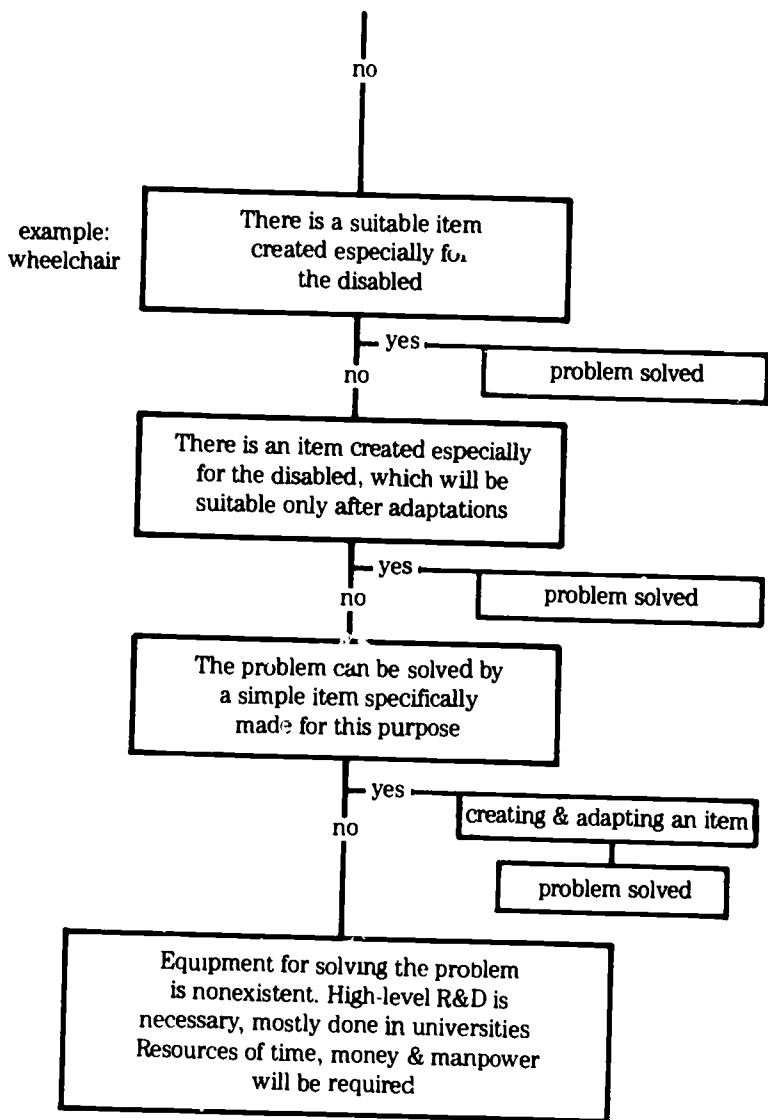 no
example:
wheelchair
There is a suitable item
created especially for
the disabled
yes
problem solved
no
There is an item created especially
for the disabled, which will be
suitable only after adaptations
yes
problem solved
no
The problem can be solved by
a simple item specifically
made for this purpose
yes
creating & adapting an item
no
problem solved
Equipment for solving the problem
is nonexistent. High-level R&D is
necessary, mostly done in universities
Resources of time, money & manpower
will be required